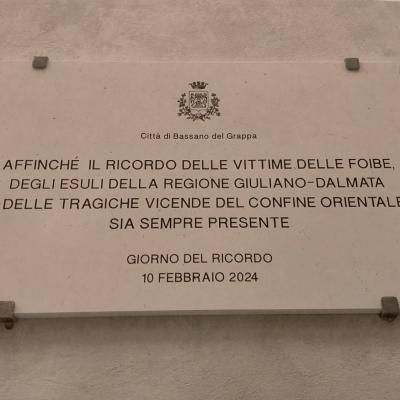 Città di Bassano del Grappa
AFFINCHÉ IL RICORDO DELLE VITTIME DELLE FOIBE,
DEGLI ESULI DELLA REGIONE GIULIANO-DALMATA
DELLE TRAGICHE VICENDE DEL CONFINE ORIENTALE
SIA SEMPRE PRESENTE
GIORNO DEL RICORDO
10 FEBBRAIO 2024